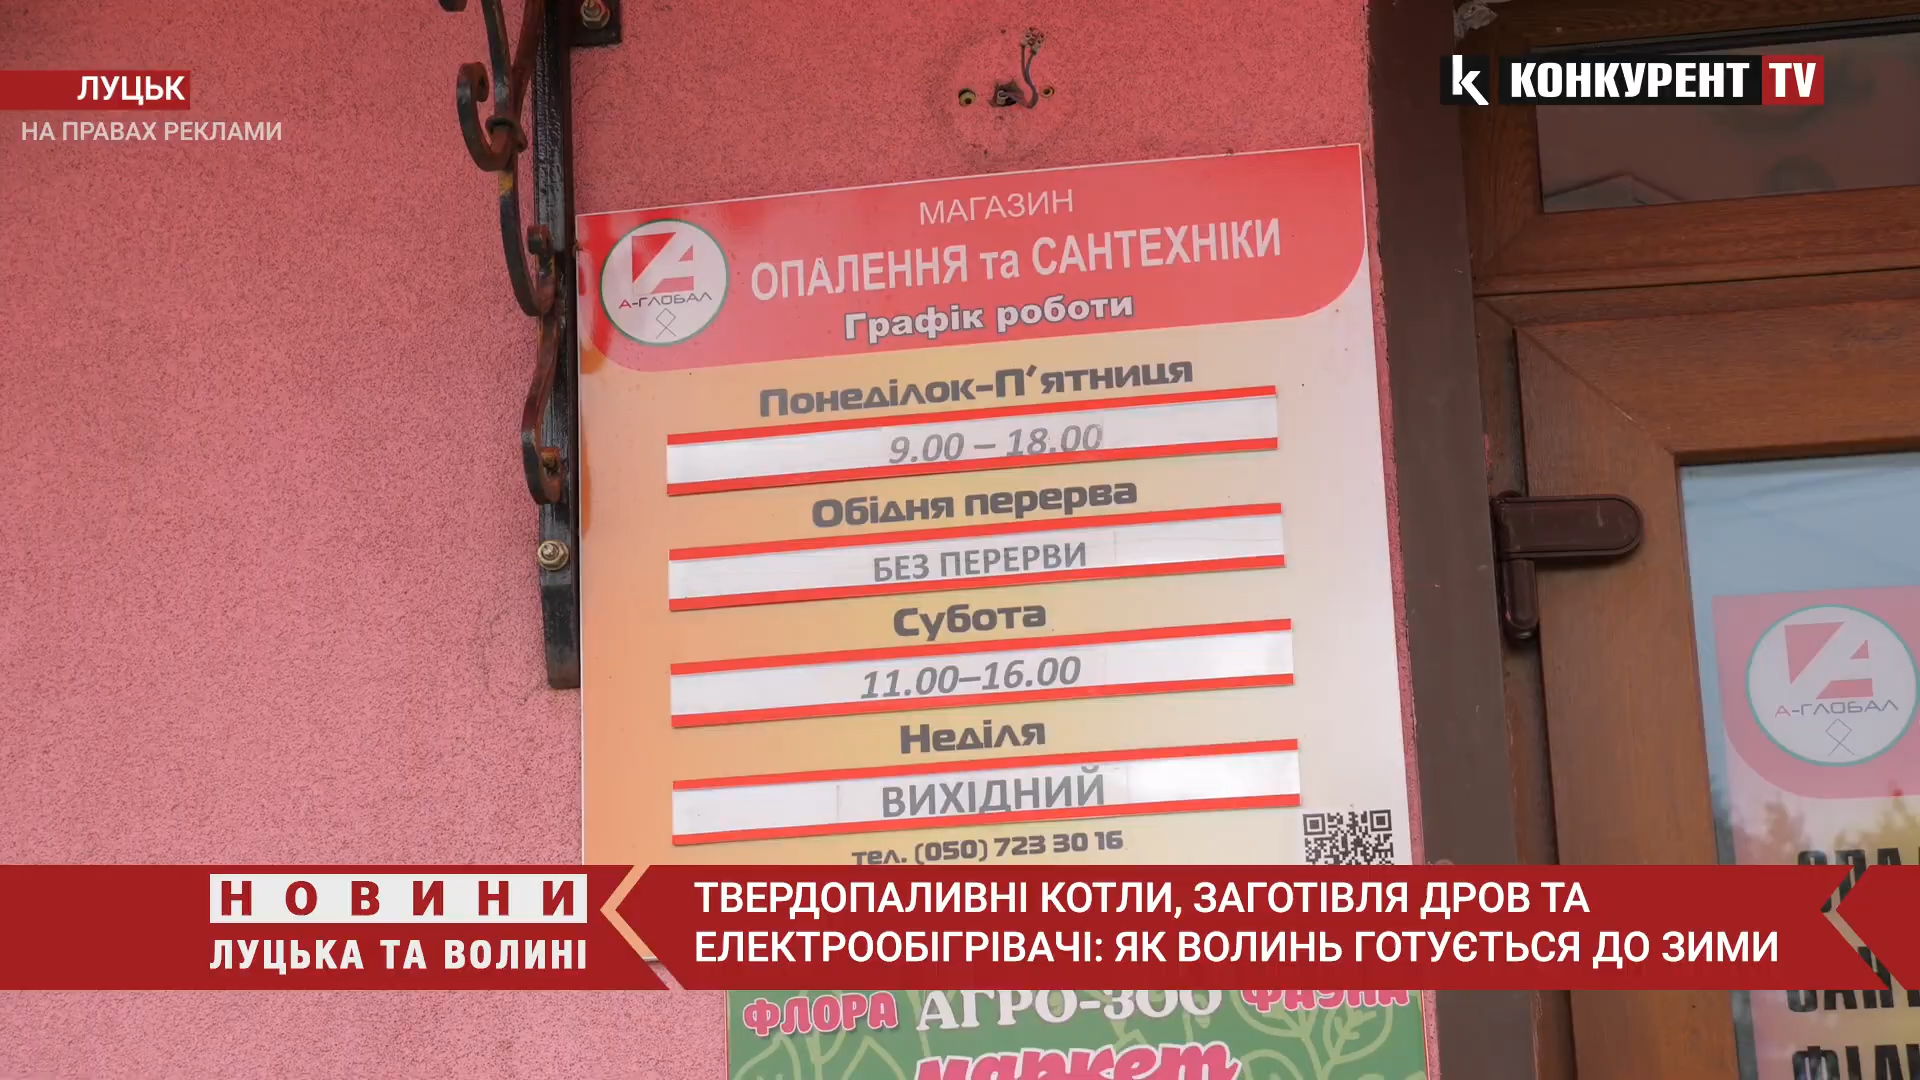 ЛУЦЬК
НА ПРАВАХ РЕКЛАМИ
КОНКУРЕНТ TV
МАГАЗИН
ОПАЛЕННЯ та САНТЕХНІКИ
Графік роботи
А-ГЛОБАЛ
Понеділок-П'ятниця
9.00 – 18.00
Обідня перерва
БЕЗ ПЕРЕРВИ
Субота
11.00–16.00
Неділя
ВИХІДНИЙ
тел. (050) 723 30 16
А-ГЛОБАЛ
НОВИНИ
ЛУЦЬКА ТА ВОЛИНІ
ТВЕРДОПАЛИВНІ КОТЛИ, ЗАГОТІВЛЯ ДРОВ ТА
ЕЛЕКТРООБІГРІВАЧІ: ЯК ВОЛИНЬ ГОТУЄТЬСЯ ДО ЗИМИ
ФЛОРА АГРО-ЗОО ФАУНА
маркет